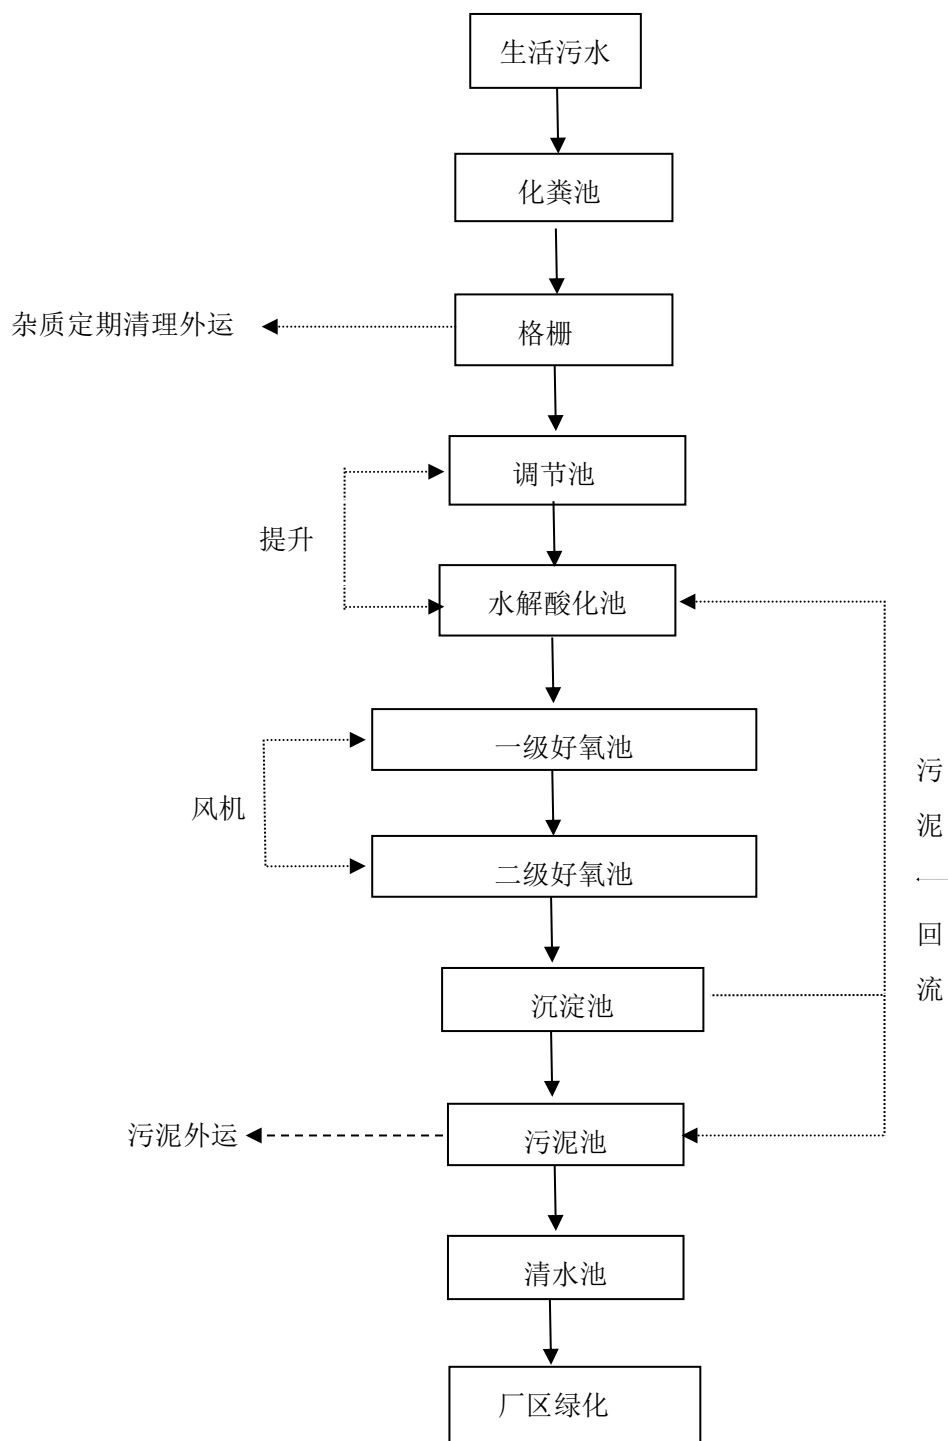 生活污水
化粪池
杂质定期清理外运
格栅
调节池
提升
水解酸化池
一级好氧池
风机
二级好氧池
污
泥
回
流
沉淀池
污泥外运
污泥池
清水池
厂区绿化